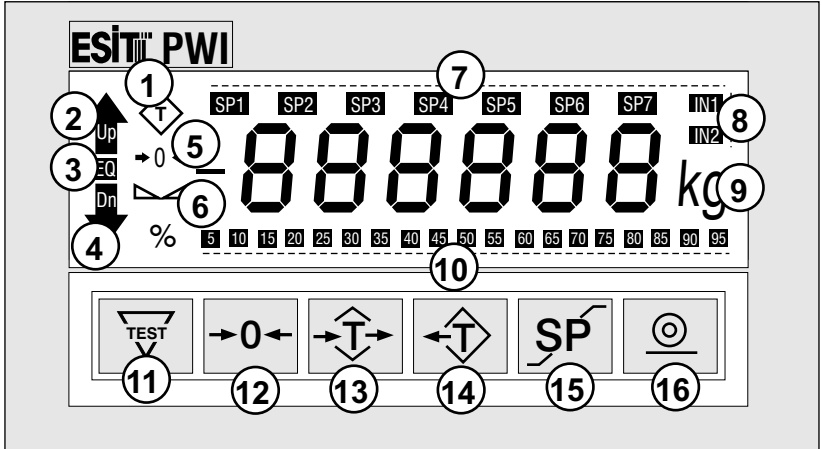 ESİT PWI
1
7
2
T
SP1 SP2 SP3 SP4 SP5 SP6 SP7 IN1
8
Up
5
IN2
→0←
3
EQ
-888888
kg
9
Dn
6
4
%
5 10 15 20 25 30 35 40 45 50 55 60 65 70 75 80 85 90 95
10
TEST →0← →T→ ←T SP
11 12 13 14 15 16